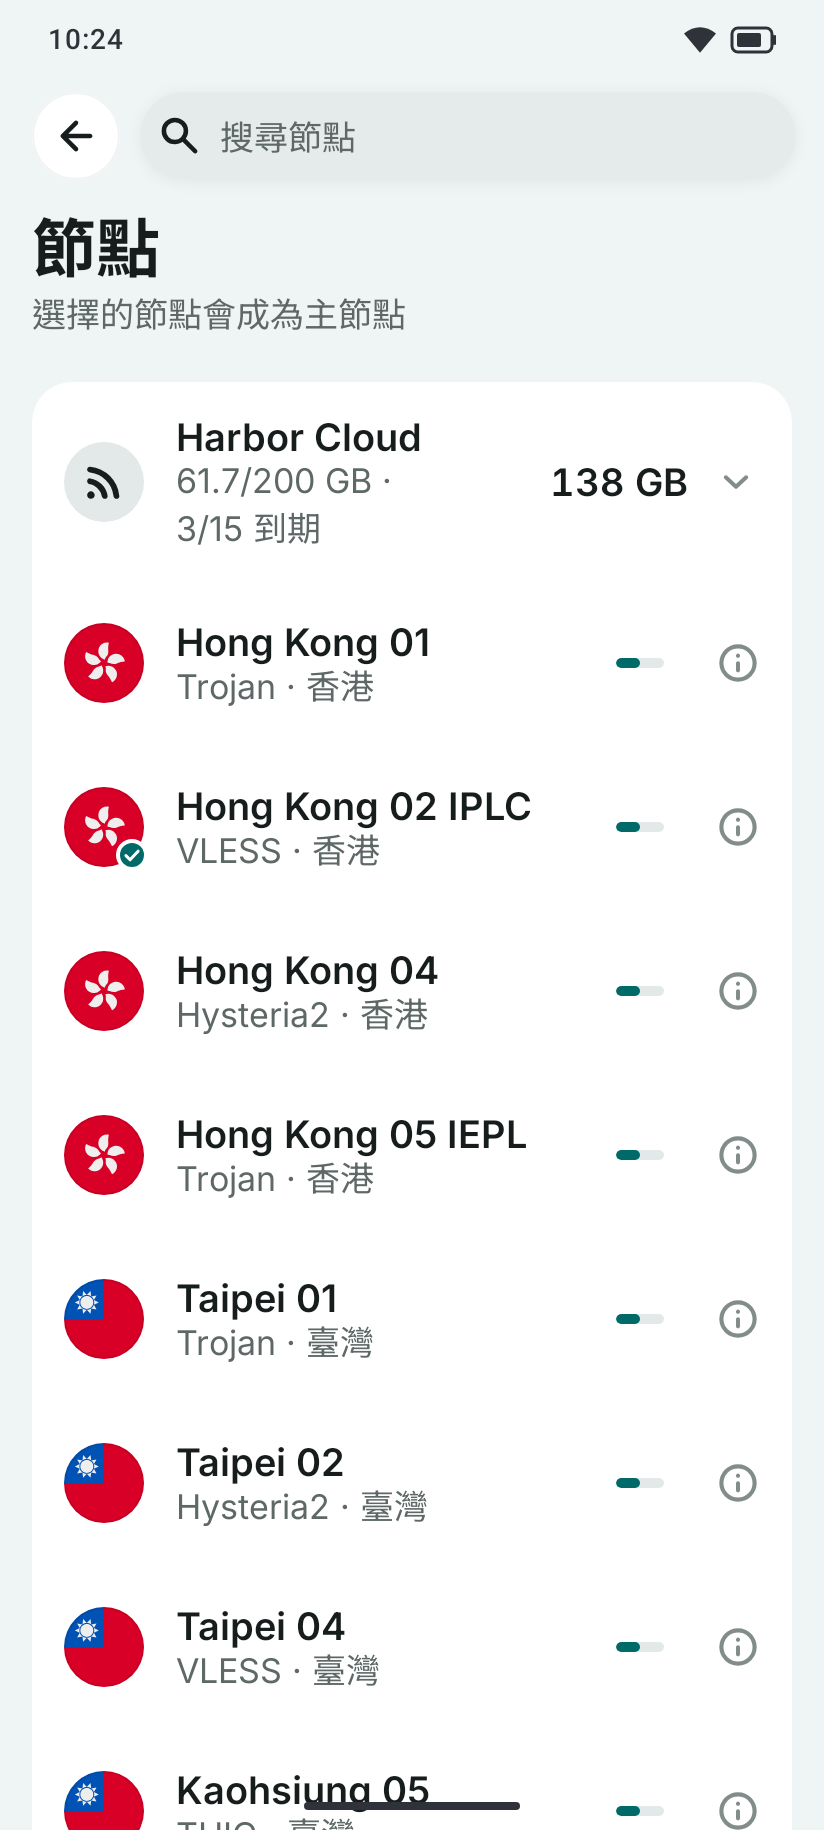 10:24
搜尋節點
節點
選擇的節點會成為主節點
Harbor Cloud
61.7/200 GB ·
3/15 到期
138 GB
Hong Kong 01
Trojan · 香港
Hong Kong 02 IPLC
VLESS · 香港
Hong Kong 04
Hysteria2 · 香港
Hong Kong 05 IEPL
Trojan · 香港
Taipei 01
Trojan · 臺灣
Taipei 02
Hysteria2 · 臺灣
Taipei 04
VLESS · 臺灣
Kaohsiung 05
· 臺灣